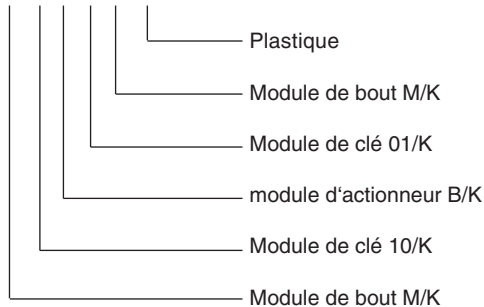 Plastique
Module de bout M/K
Module de clé 01/K
module d‘actionneur B/K
Module de clé 10/K
Module de bout M/K